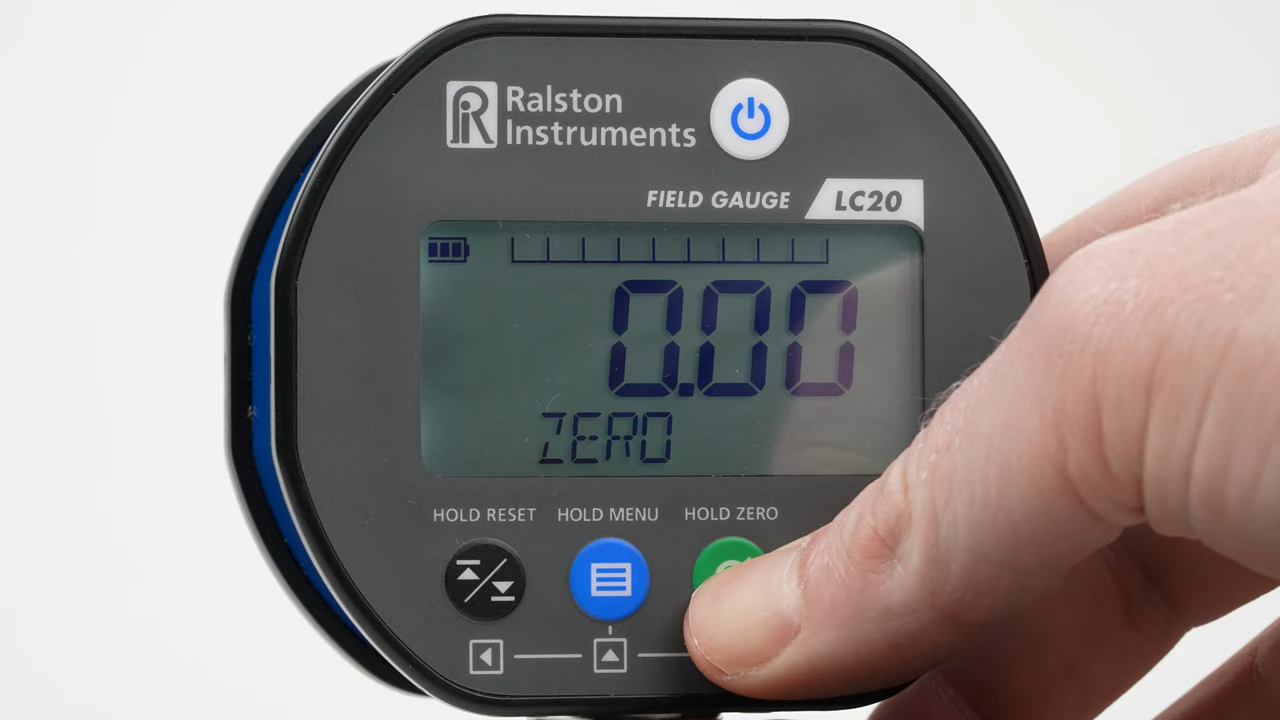 Ralston
Instruments
FIELD GAUGE LC20
0.00
ZERO
HOLD RESET HOLD MENU HOLD ZERO